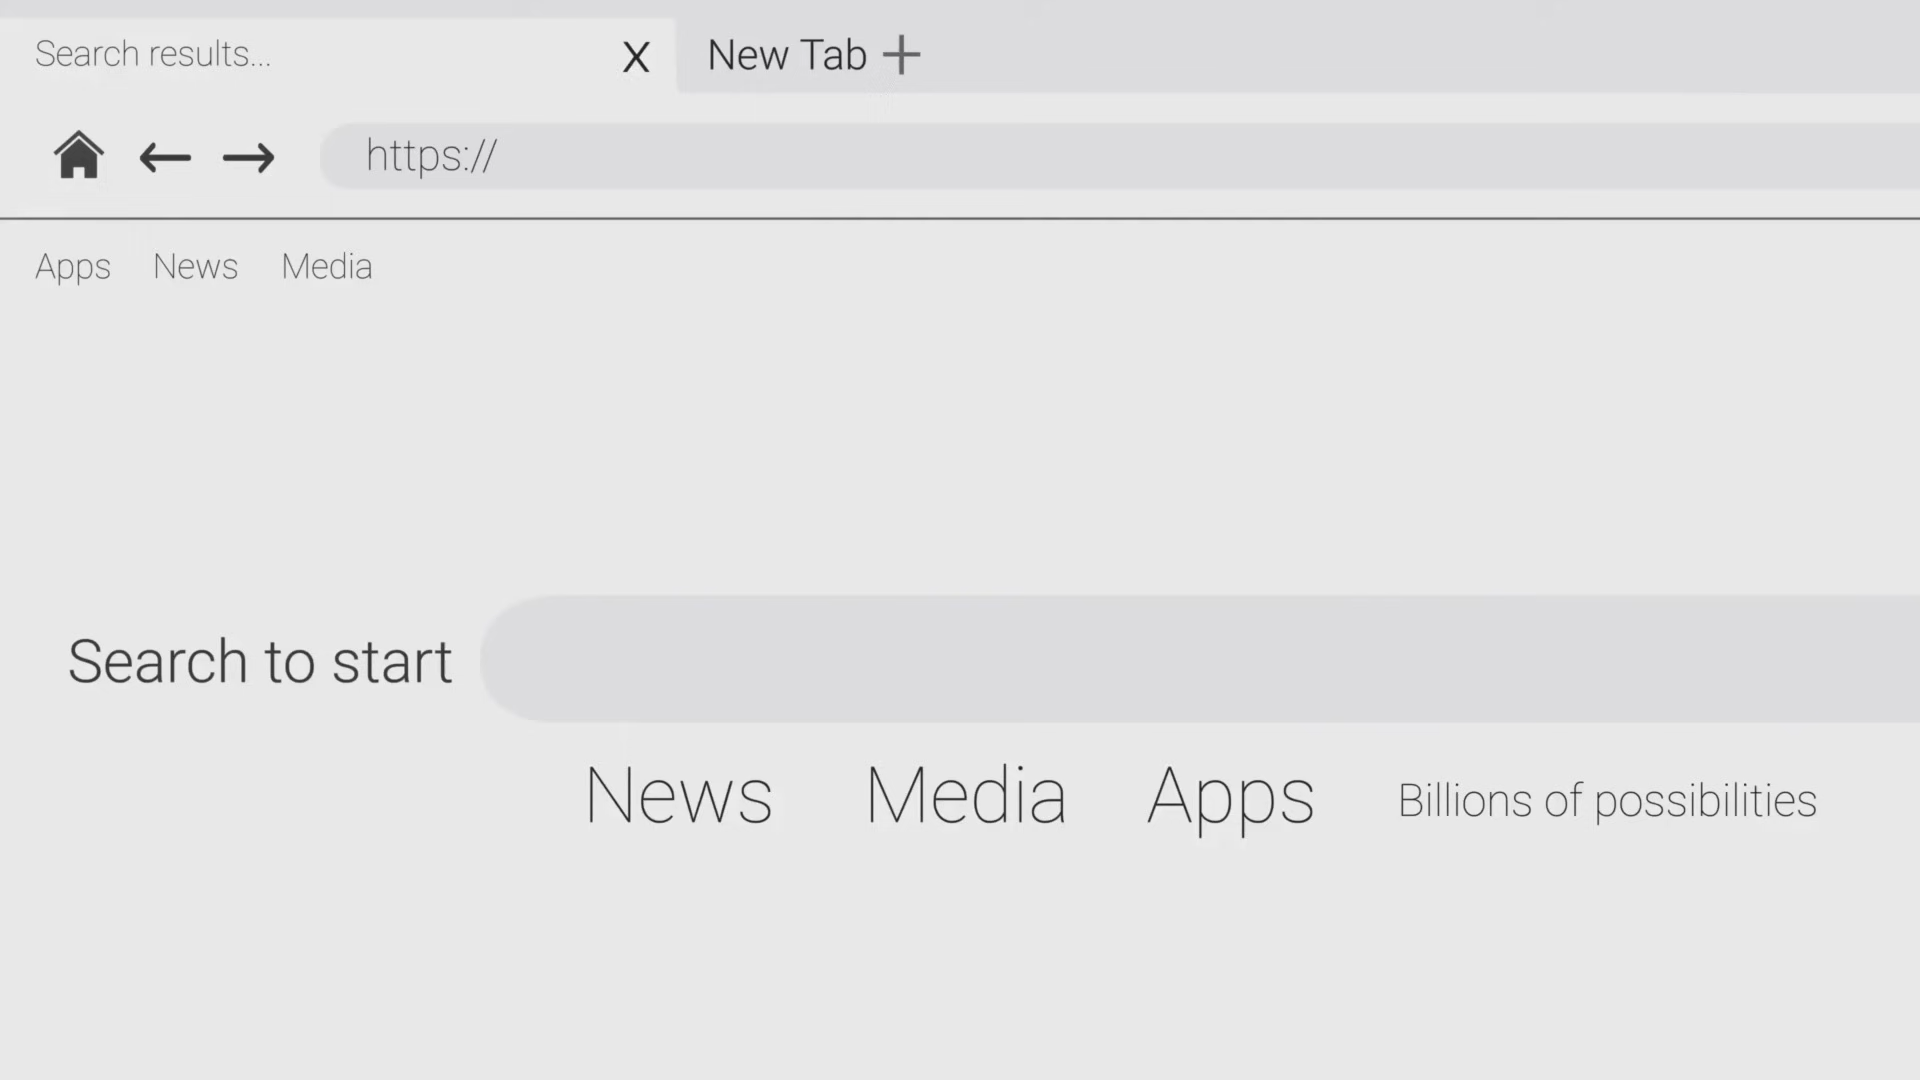 Search results... X New Tab +
https://
Apps News Media
Search to start
News Media Apps Billions of possibilities